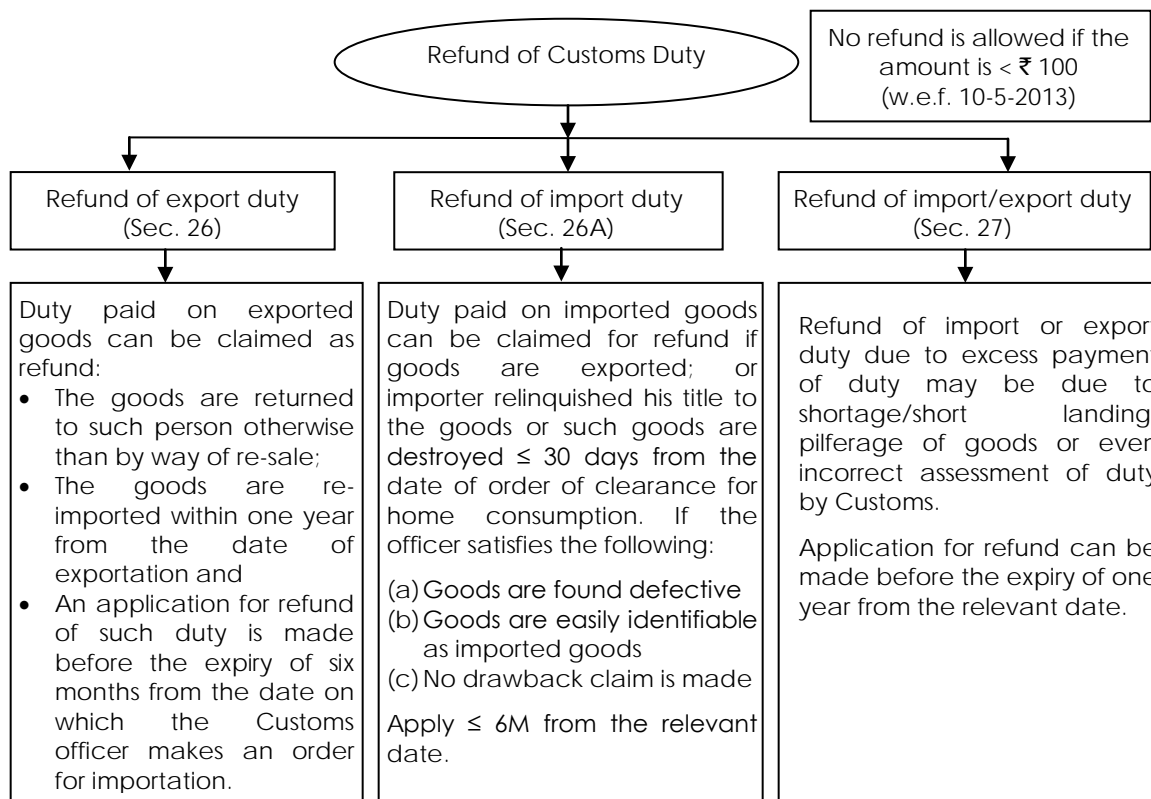 Refund of Customs Duty
No refund is allowed if the
amount is < ₹ 100
(w.e.f. 10-5-2013)
Refund of export duty
(Sec. 26)
Refund of import duty
(Sec. 26A)
Refund of import/export duty
(Sec. 27)
Duty paid on exported
goods can be claimed as
refund:
• The goods are returned
to such person otherwise
than by way of re-sale;
• The goods are re-
imported within one year
from the date of
exportation and
• An application for refund
of such duty is made
before the expiry of six
months from the date on
which the Customs
officer makes an order
for importation.
Duty paid on imported goods
can be claimed for refund if
goods are exported; or
importer relinquished his title to
the goods or such goods are
destroyed ≤ 30 days from the
date of order of clearance for
home consumption. If the
officer satisfies the following:
(a) Goods are found defective
(b) Goods are easily identifiable
as imported goods
(c) No drawback claim is made
Apply ≤ 6M from the relevant
date.
Refund of import or export
duty due to excess payment
of duty may be due to
shortage/short landing,
pilferage of goods or even
incorrect assessment of duty
by Customs.
Application for refund can be
made before the expiry of one
year from the relevant date.